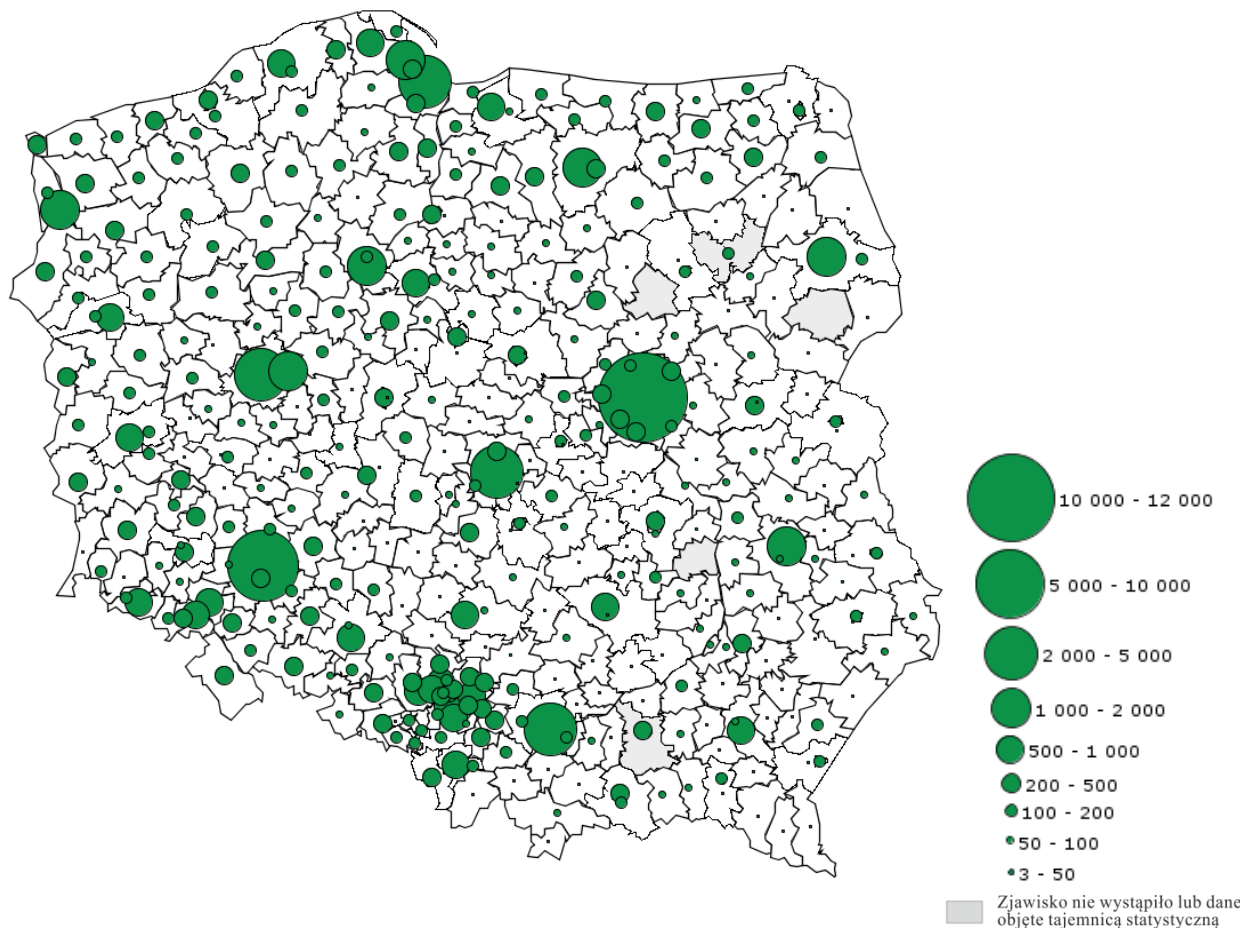 10 000 - 12 000
5 000 - 10 000
2 000 - 5 000
1 000 - 2 000
500 - 1 000
200 - 500
100 - 200
50 - 100
3 - 50
Zjawisko nie wystąpiło lub dane
objęte tajemnicą statystyczną